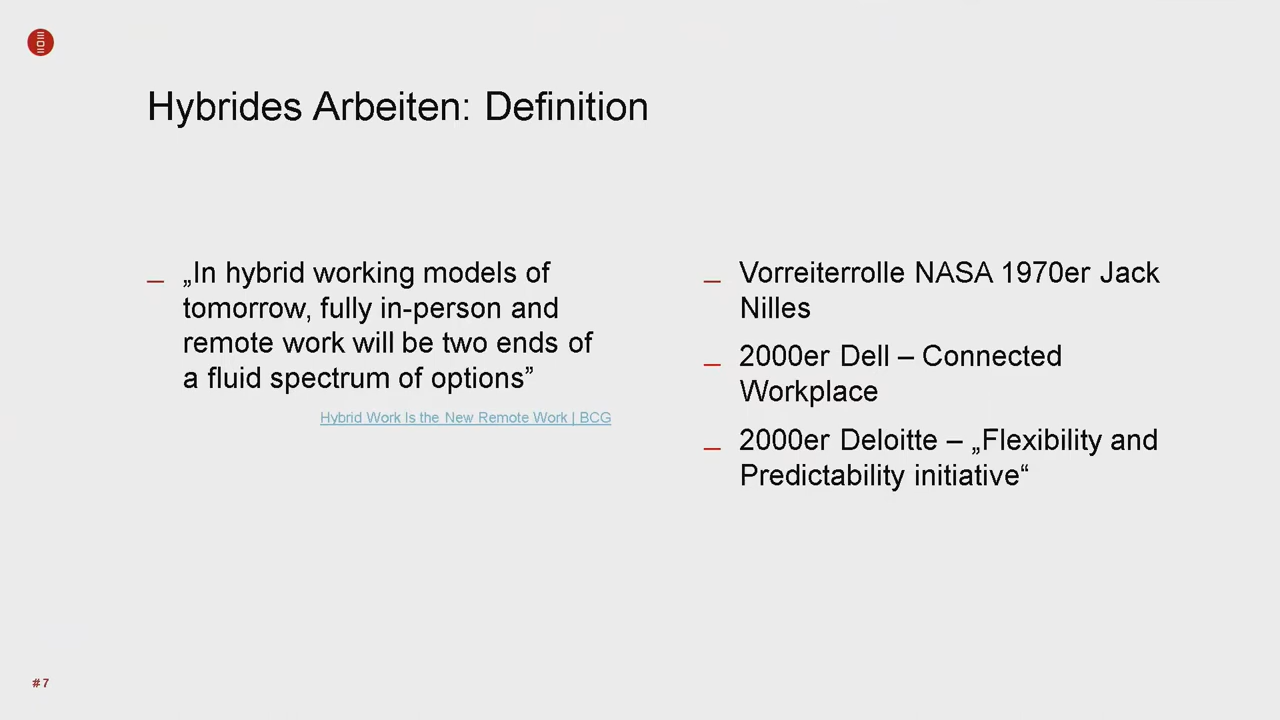 Hybrides Arbeiten: Definition
_ „In hybrid working models of
tomorrow, fully in-person and
remote work will be two ends of
a fluid spectrum of options”
Hybrid Work Is the New Remote Work | BCG
_ Vorreiterrolle NASA 1970er Jack
Nilles
_ 2000er Dell – Connected
Workplace
_ 2000er Deloitte – „Flexibility and
Predictability initiative“
#7